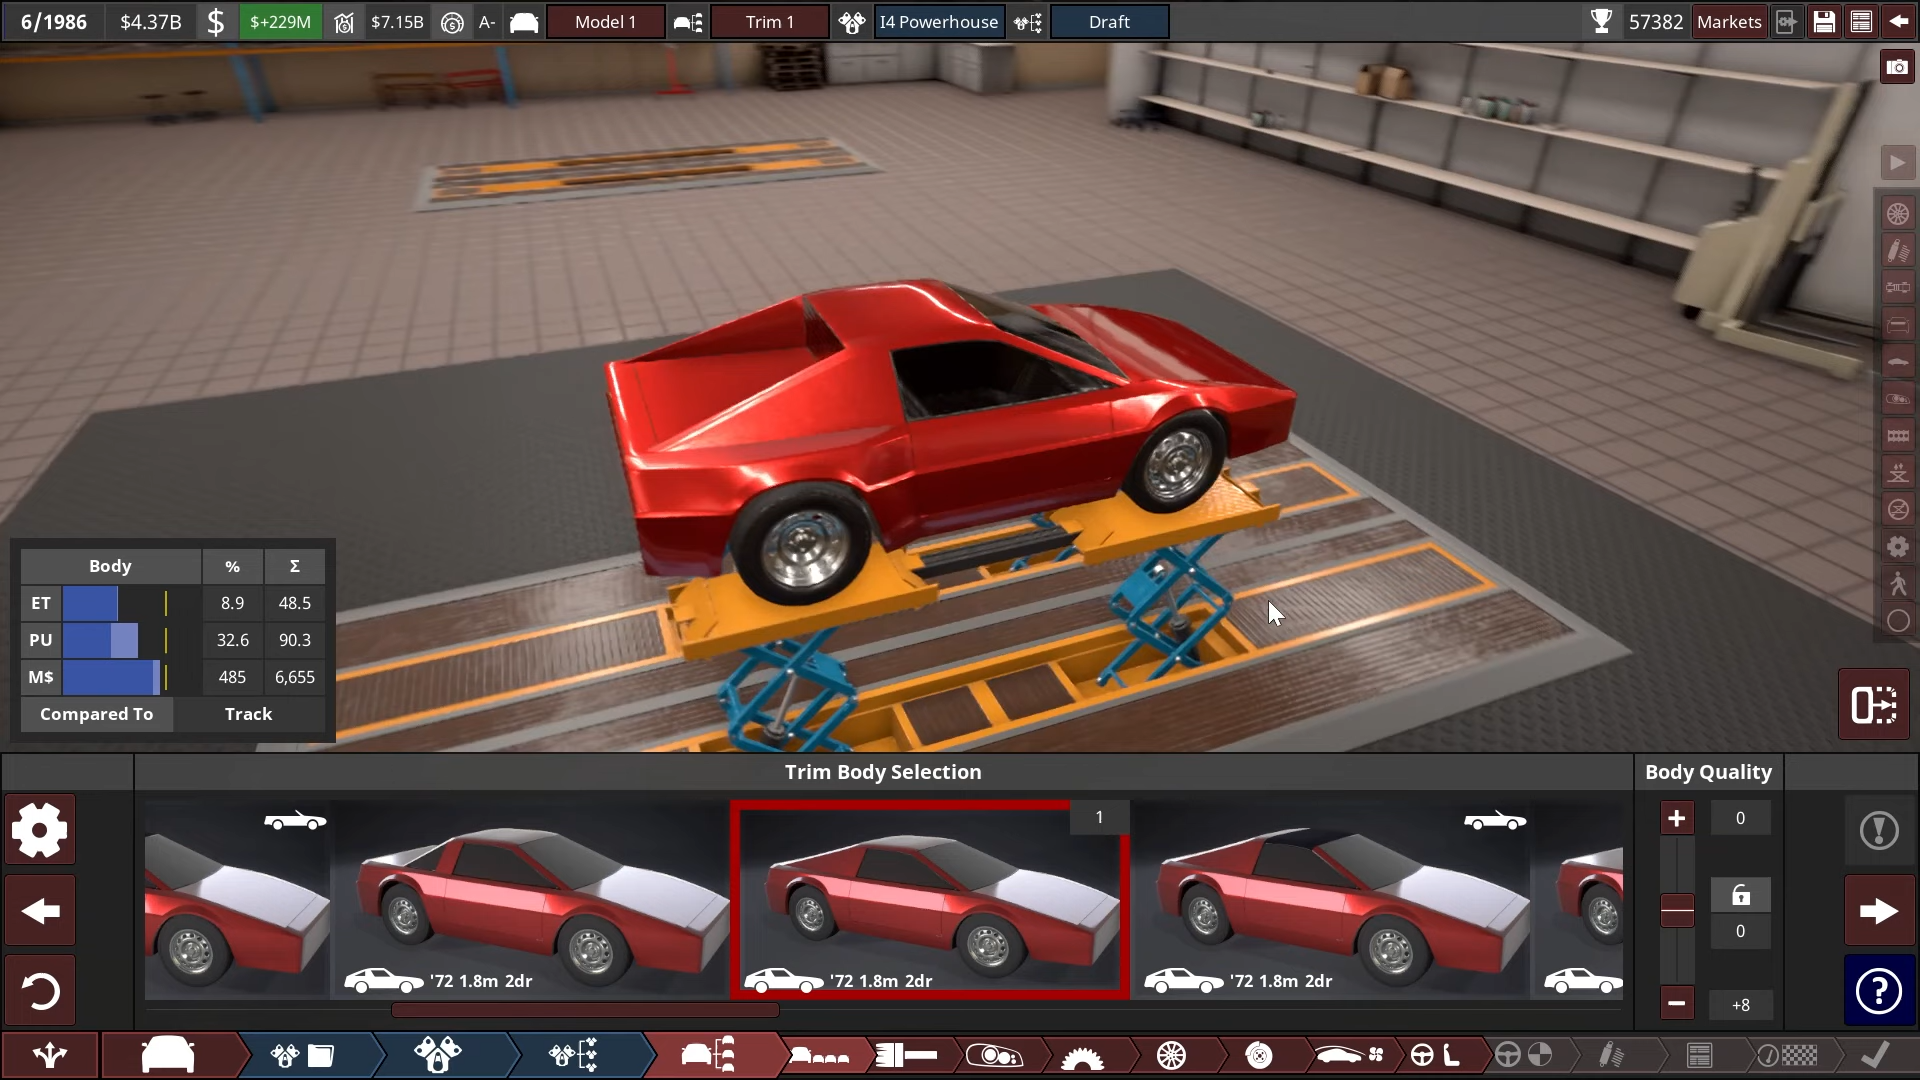 6/1986 $4.37B $ $+229M $7.15B A- Model 1 Trim 1 I4 Powerhouse Draft 57382 Markets
Body % Σ
ET 8.9 48.5
PU 32.6 90.3
M$ 485 6,655
Compared To Track
Trim Body Selection
Body Quality
1
'72 1.8m 2dr
'72 1.8m 2dr
'72 1.8m 2dr
+ 0
0
− +8
?